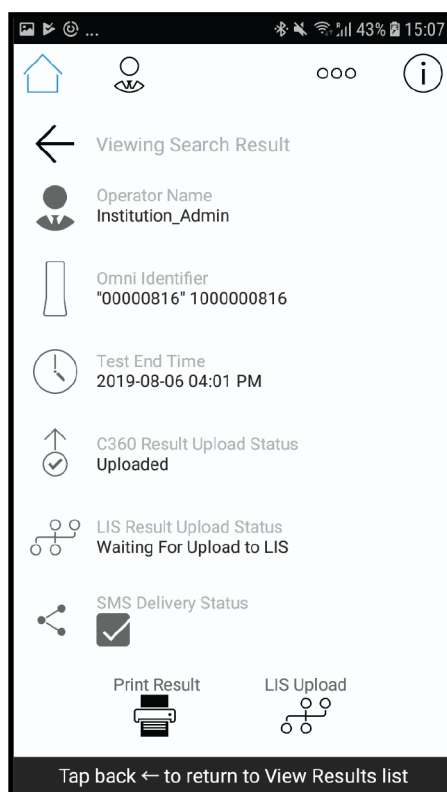 ... 43% 15:07
ooo i
Viewing Search Result
Operator Name
Institution_Admin
Omni Identifier
"00000816" 1000000816
Test End Time
2019-08-06 04:01 PM
C360 Result Upload Status
Uploaded
LIS Result Upload Status
Waiting For Upload to LIS
SMS Delivery Status
Print Result LIS Upload
Tap back ← to return to View Results list